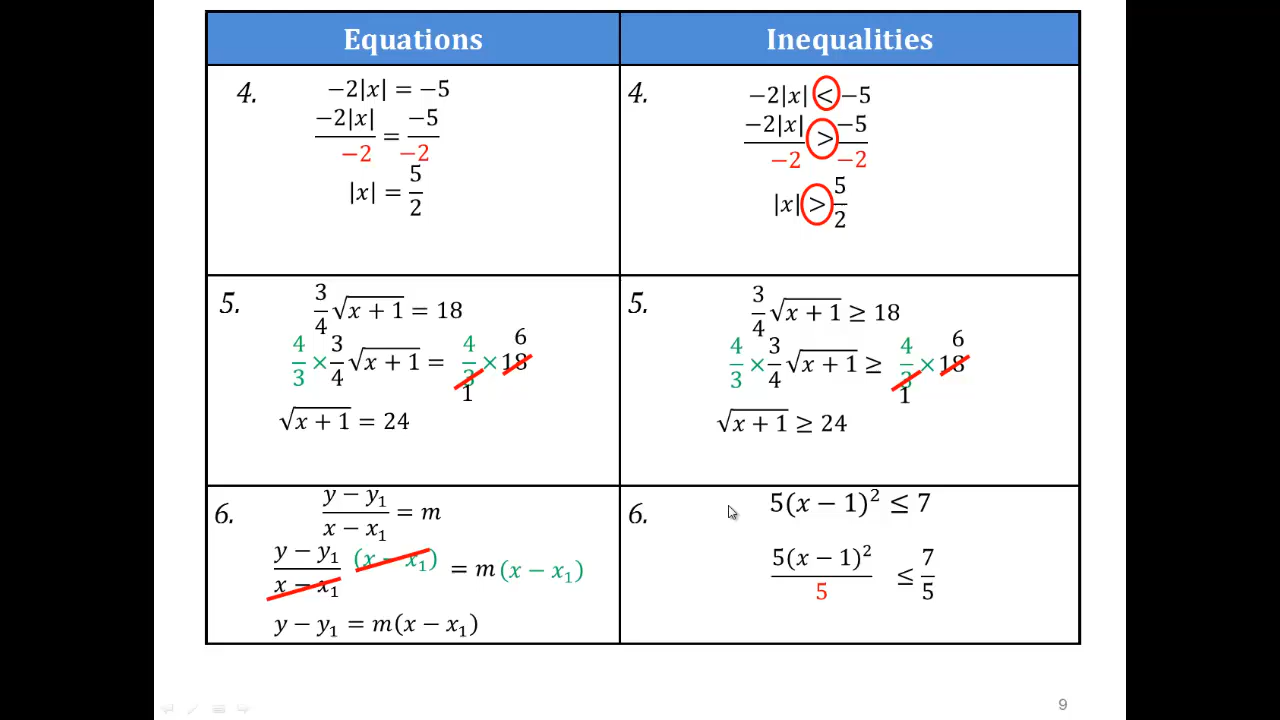 Equations
Inequalities
4.
−2|x| = −5
−2|x|/−2 = −5/−2
|x| = 5/2
4.
−2|x| < −5
−2|x|/−2 > −5/−2
|x| > 5/2
5.
3/4 √(x + 1) = 18
4/3 × 3/4 √(x + 1) = 4/3 × 18
6
1
√(x + 1) = 24
5.
3/4 √(x + 1) ≥ 18
4/3 × 3/4 √(x + 1) ≥ 4/3 × 18
6
1
√(x + 1) ≥ 24
6.
(y − y₁)/(x − x₁) = m
(y − y₁)/(x − x₁) (x − x₁) = m (x − x₁)
y − y₁ = m(x − x₁)
6.
5(x − 1)² ≤ 7
5(x − 1)²/5 ≤ 7/5
9